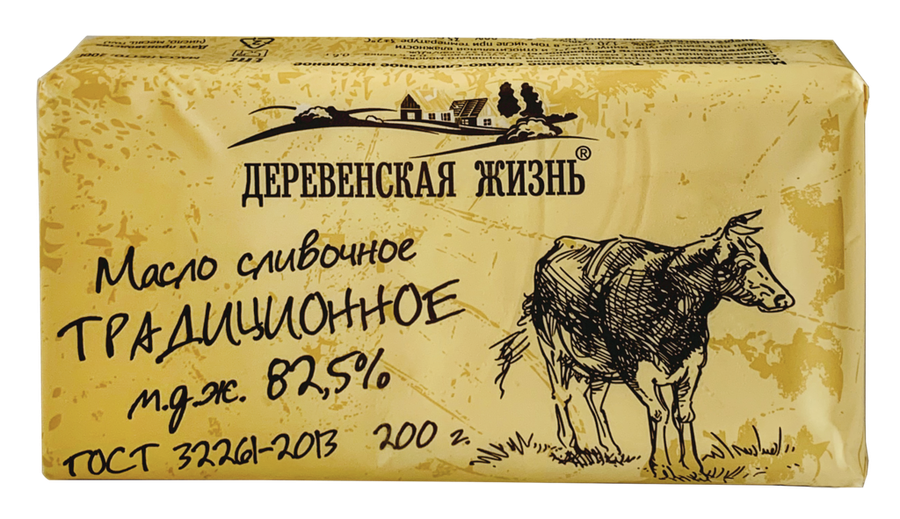 ДЕРЕВЕНСКАЯ ЖИЗНЬ®
Масло сливочное
ТРАДИЦИОННОЕ
м.д.ж. 82,5%
ГОСТ 32261-2013 200 г.